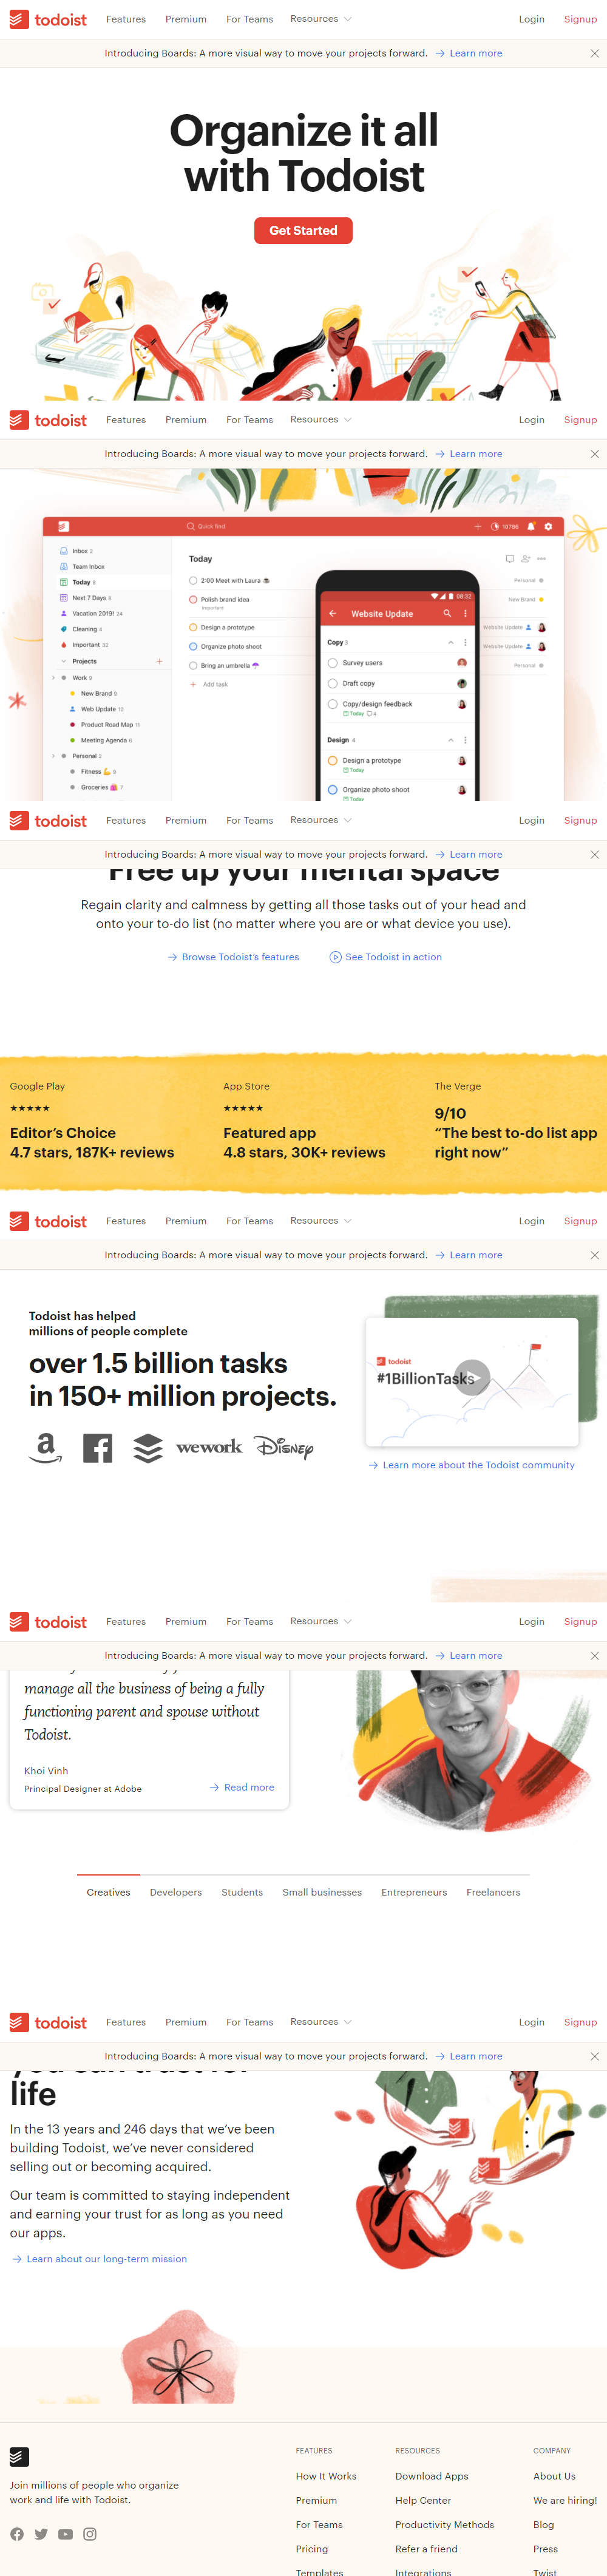 todoist Features Premium For Teams Resources Login Signup
Introducing Boards: A more visual way to move your projects forward. → Learn more
Organize it all
with Todoist
Get Started
todoist Features Premium For Teams Resources Login Signup
Introducing Boards: A more visual way to move your projects forward. → Learn more
Quick find
10786
Inbox 2
Team Inbox
Today 6
Next 7 Days 8
Vacation 2019! 24
Cleaning 4
Important 32
Projects
Work 9
New Brand 9
Web Update 10
Product Road Map 11
Meeting Agenda 6
Personal 2
Fitness 💪 9
Groceries 🛍 7
Today
2:00 Meet with Laura ☕
Personal
Polish brand idea
Important
New Brand
Design a prototype
Website Update
Organize photo shoot
Website Update
Bring an umbrella ☂
Personal
+ Add task
08:32
Website Update
Copy 3
Survey users
Draft copy
Copy/design feedback
Today 4
Design 4
Design a prototype
Today
Organize photo shoot
Today
todoist Features Premium For Teams Resources Login Signup
Introducing Boards: A more visual way to move your projects forward. → Learn more
Free up your mental space
Regain clarity and calmness by getting all those tasks out of your head and
onto your to-do list (no matter where you are or what device you use).
→ Browse Todoist's features See Todoist in action
Google Play
★★★★★
Editor's Choice
4.7 stars, 187K+ reviews
App Store
★★★★★
Featured app
4.8 stars, 30K+ reviews
The Verge
9/10
“The best to-do list app
right now”
todoist Features Premium For Teams Resources Login Signup
Introducing Boards: A more visual way to move your projects forward. → Learn more
Todoist has helped
millions of people complete
over 1.5 billion tasks
in 150+ million projects.
wework Disney
todoist
#1BillionTasks
→ Learn more about the Todoist community
todoist Features Premium For Teams Resources Login Signup
Introducing Boards: A more visual way to move your projects forward. → Learn more
manage all the business of being a fully
functioning parent and spouse without
Todoist.
Khoi Vinh
Principal Designer at Adobe
→ Read more
Creatives Developers Students Small businesses Entrepreneurs Freelancers
todoist Features Premium For Teams Resources Login Signup
Introducing Boards: A more visual way to move your projects forward. → Learn more
you can trust for
life
In the 13 years and 246 days that we've been
building Todoist, we've never considered
selling out or becoming acquired.
Our team is committed to staying independent
and earning your trust for as long as you need
our apps.
→ Learn about our long-term mission
Join millions of people who organize
work and life with Todoist.
FEATURES
How It Works
Premium
For Teams
Pricing
Templates
RESOURCES
Download Apps
Help Center
Productivity Methods
Refer a friend
Integrations
COMPANY
About Us
We are hiring!
Blog
Press
Twist